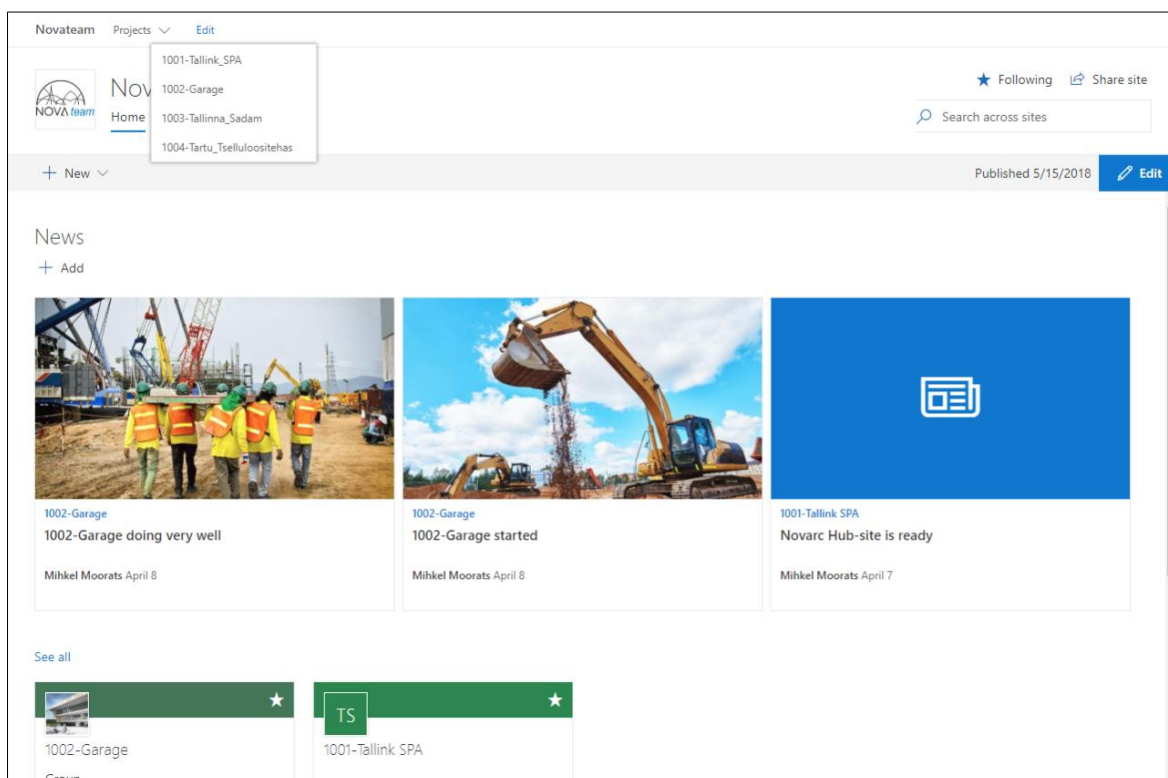 Novateam Projects Edit
1001-Tallink_SPA
1002-Garage
1003-Tallinna_Sadam
1004-Tartu_Tselluloositehas
NOVA team
Nov
Home
Following Share site
Search across sites
New
Published 5/15/2018 Edit
News
Add
1002-Garage
1002-Garage doing very well
Mihkel Moorats April 8
1002-Garage
1002-Garage started
Mihkel Moorats April 8
1001-Tallink SPA
Novarc Hub-site is ready
Mihkel Moorats April 7
See all
1002-Garage
Group
TS
1001-Tallink SPA